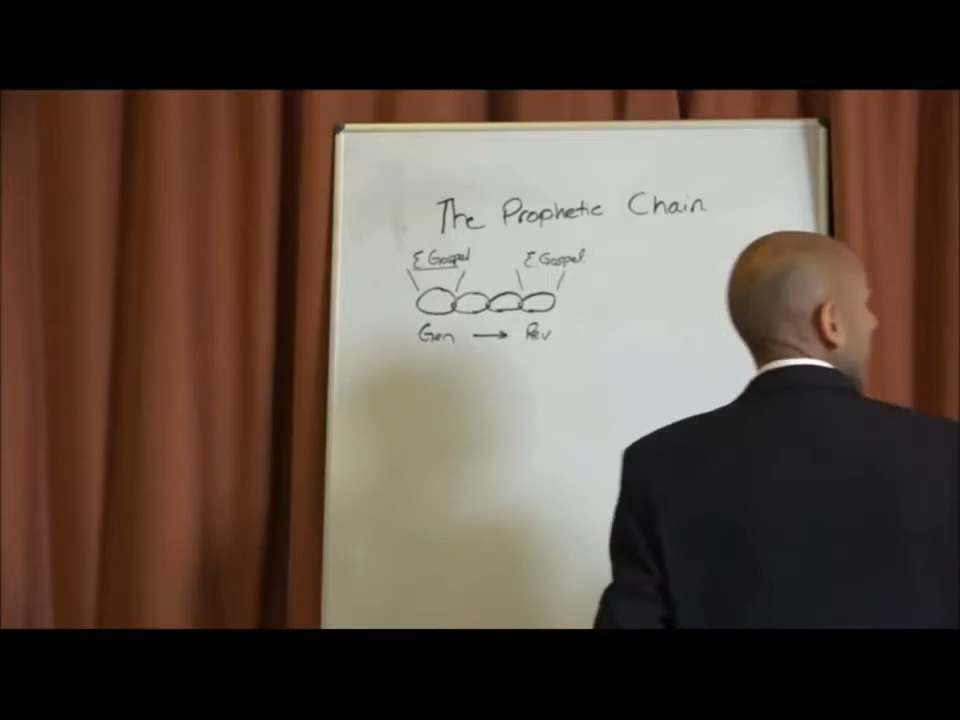 The Prophetic Chain.
E Gospel E Gospel
Gen → Rev